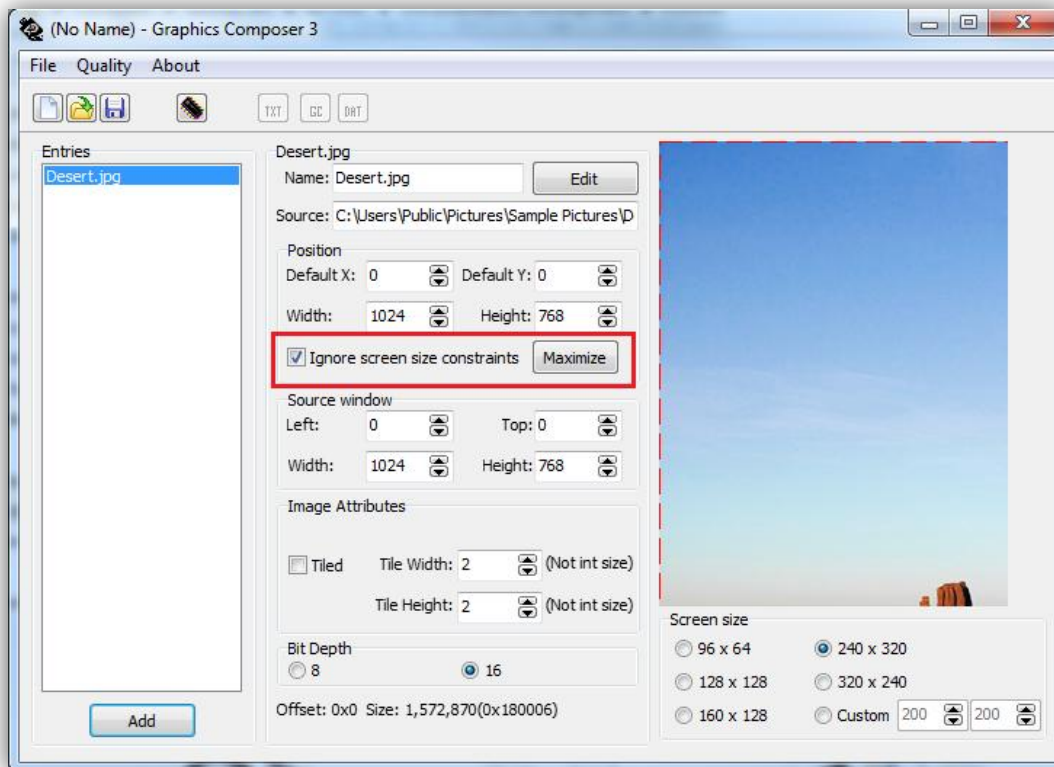 (No Name) - Graphics Composer 3
File Quality About
TXT GC DAT
Entries
Desert.jpg
Add
Desert.jpg
Name: Desert.jpg Edit
Source: C:\Users\Public\Pictures\Sample Pictures\D
Position
Default X: 0 Default Y: 0
Width: 1024 Height: 768
Ignore screen size constraints Maximize
Source window
Left: 0 Top: 0
Width: 1024 Height: 768
Image Attributes
Tiled Tile Width: 2 (Not int size)
Tile Height: 2 (Not int size)
Bit Depth
8 16
Offset: 0x0 Size: 1,572,870(0x180006)
Screen size
96 x 64 240 x 320
128 x 128 320 x 240
160 x 128 Custom 200 200